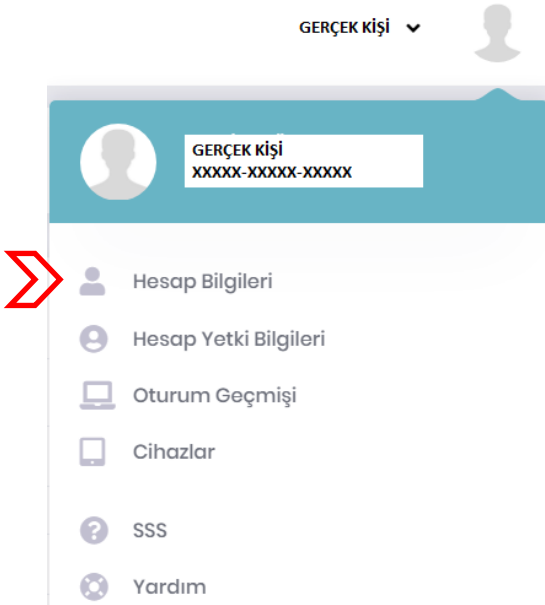 GERÇEK KİŞİ
GERÇEK KİŞİ
XXXXX-XXXXX-XXXXX
Hesap Bilgileri
Hesap Yetki Bilgileri
Oturum Geçmişi
Cihazlar
SSS
Yardım